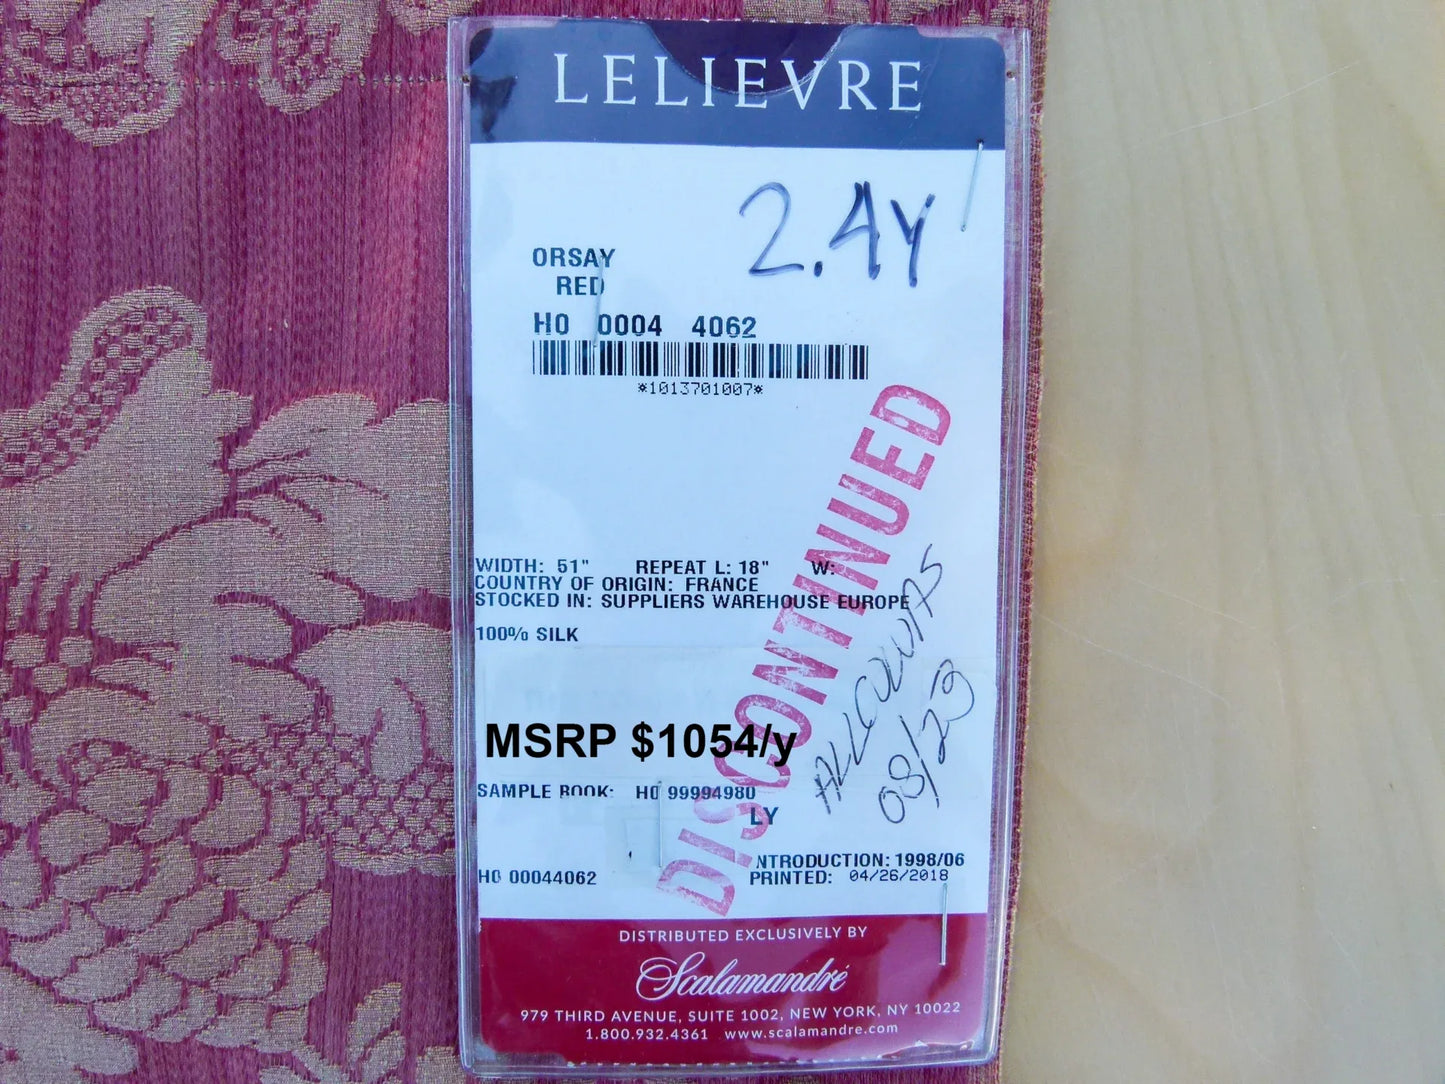 LELIEVRE
2.4y
ORSAY
RED
H0 0004 4062
*1013701007*
DISCONTINUED
WIDTH: 51" REPEAT L: 18" W:
COUNTRY OF ORIGIN: FRANCE
STOCKED IN: SUPPLIERS WAREHOUSE EUROPE
100% SILK
ALL COLORWAYS
08/23
MSRP $1054/y
SAMPLE BOOK: H0 99994980
LY
NTRODUCTION: 1998/06
H0 00044062
PRINTED: 04/26/2018
DISTRIBUTED EXCLUSIVELY BY
Scalamandré
979 THIRD AVENUE, SUITE 1002, NEW YORK, NY 10022
1.800.932.4361 www.scalamandre.com